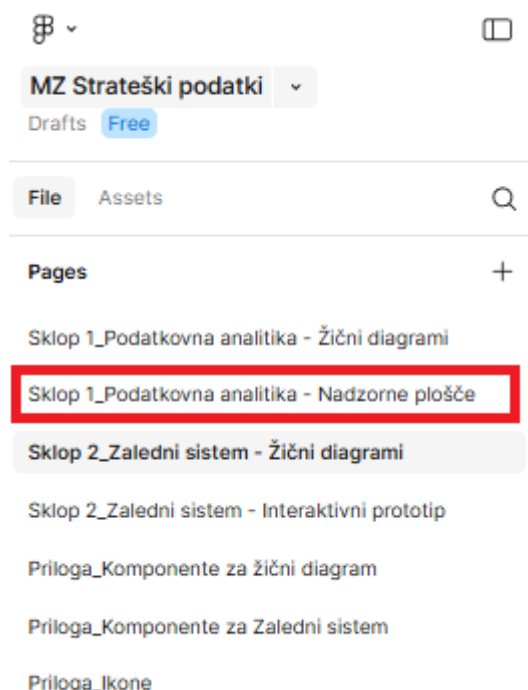 MZ Strateški podatki
Drafts Free
File Assets
Pages
Sklop 1_Podatkovna analitika - Žični diagrami
Sklop 1_Podatkovna analitika - Nadzorne plošče
Sklop 2_Zaledni sistem - Žični diagrami
Sklop 2_Zaledni sistem - Interaktivni prototip
Priloga_Komponente za žični diagram
Priloga_Komponente za Zaledni sistem
Priloga_Ikone